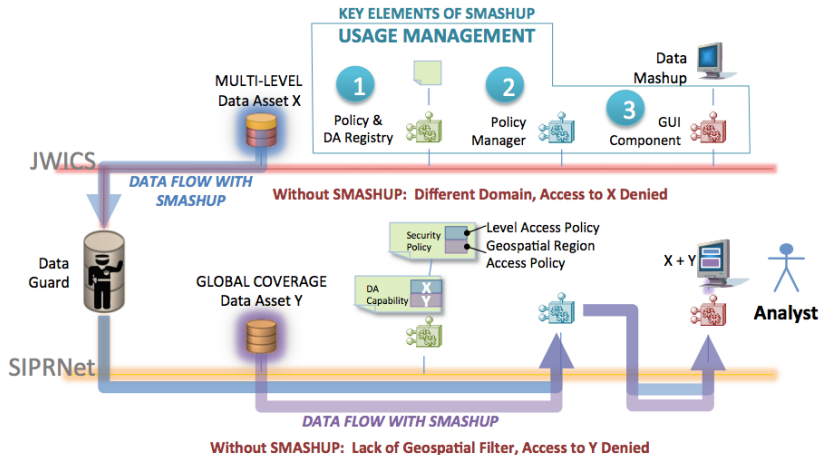 KEY ELEMENTS OF SMASHUP
USAGE MANAGEMENT
MULTI-LEVEL
Data Asset X
1
Policy &
DA Registry
2
Policy
Manager
3
GUI
Component
Data
Mashup
JWICS
DATA FLOW WITH
SMASHUP
Without SMASHUP: Different Domain, Access to X Denied
Data
Guard
GLOBAL COVERAGE
Data Asset Y
Security
Policy
Level Access Policy
Geospatial Region
Access Policy
DA
Capability
X
Y
X + Y
Analyst
SIPRNet
DATA FLOW WITH SMASHUP
Without SMASHUP: Lack of Geospatial Filter, Access to Y Denied